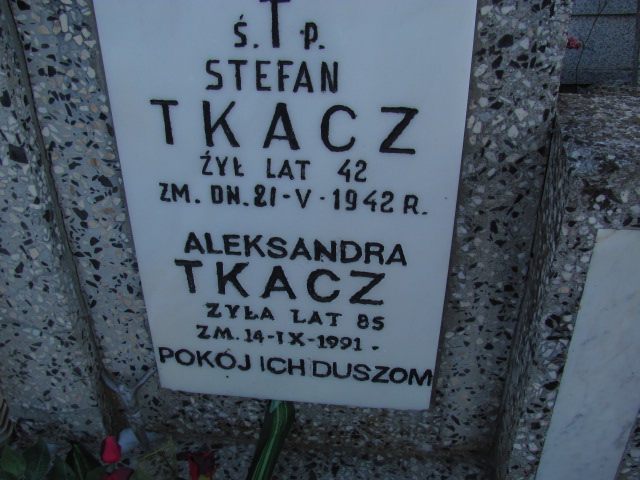 Ś.†P.
STEFAN
TKACZ
ŻYŁ LAT 42
ZM. DN. 21-V-1942 R.
ALEKSANDRA
TKACZ
ŻYŁA LAT 85
ZM. 14-IX-1991.
POKÓJ ICH DUSZOM